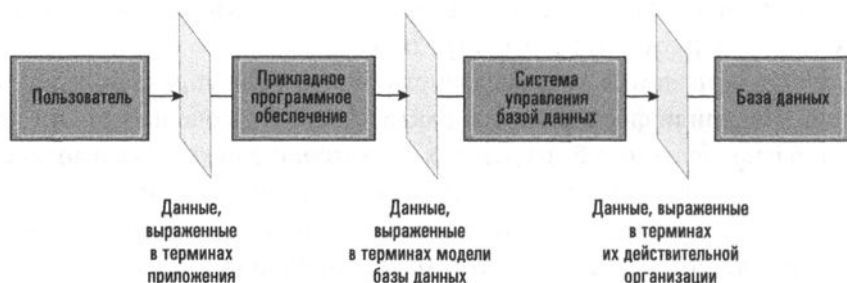 Пользователь
Прикладное
программное
обеспечение
Система
управления
базой данных
База данных
Данные,
выраженные
в терминах
приложения
Данные,
выраженные
в терминах модели
базы данных
Данные, выраженные
в терминах
их действительной
организации